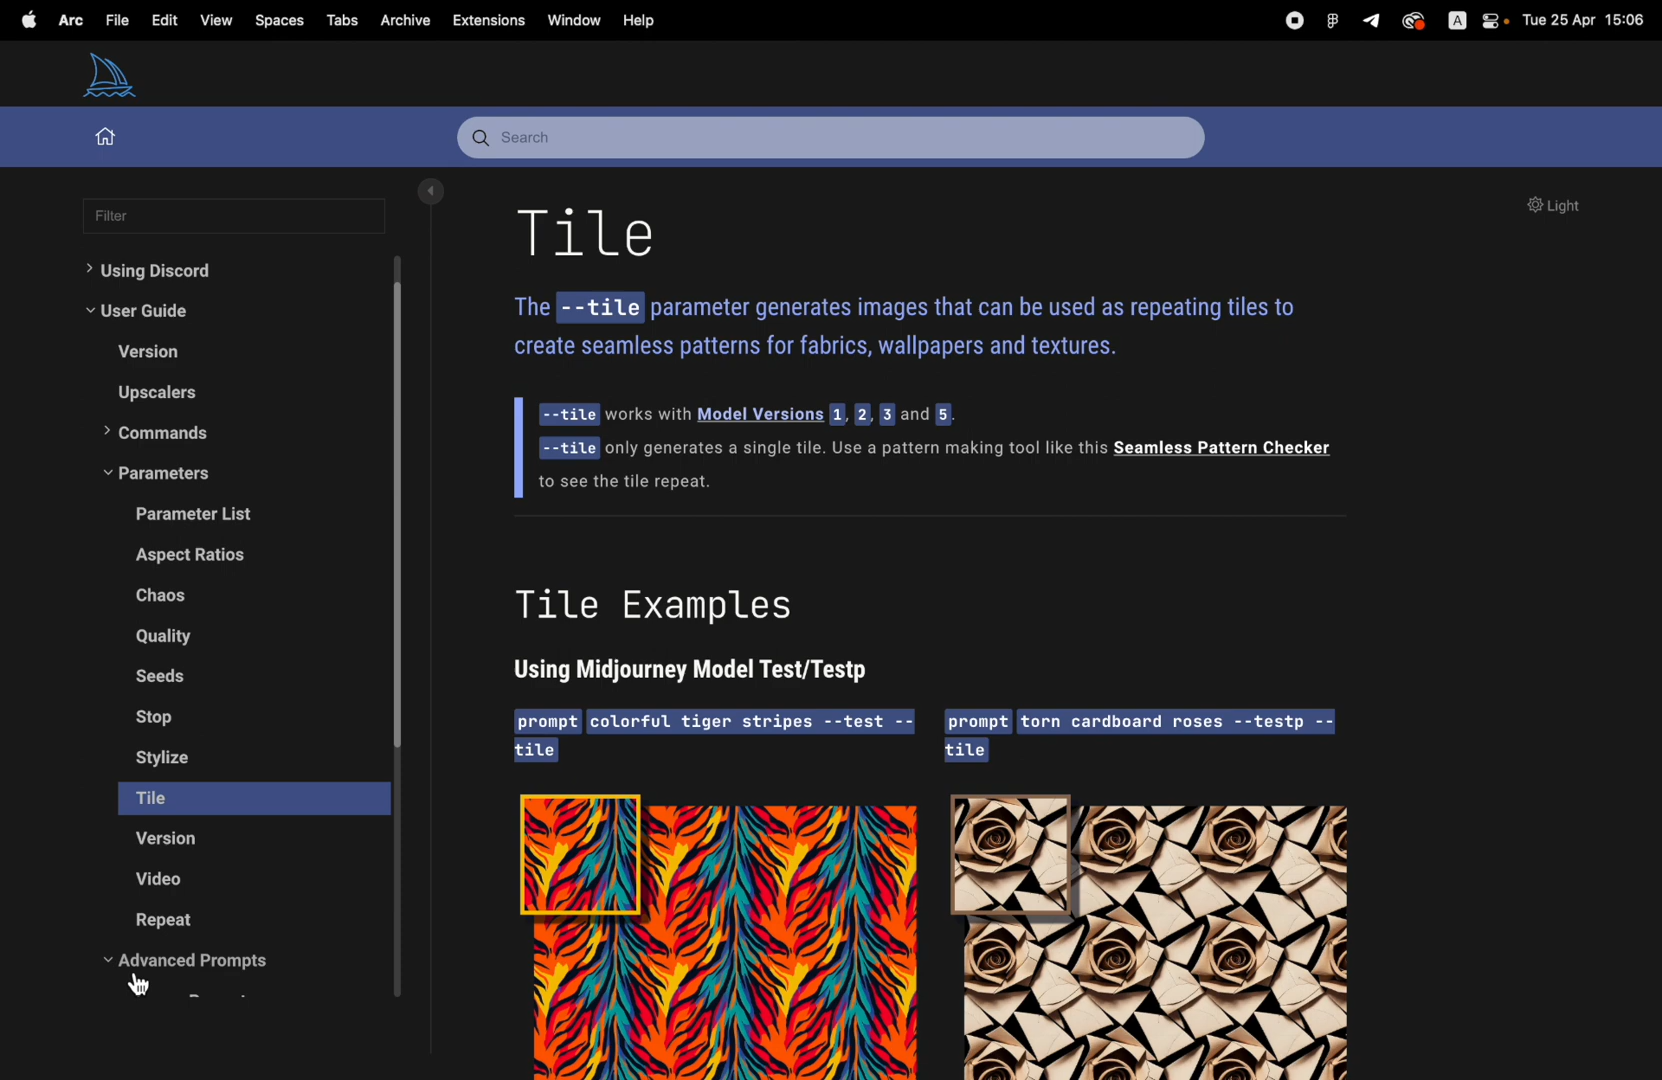 Arc File Edit View Spaces Tabs Archive Extensions Window Help A Tue 25 Apr 15:06
Search
Filter
Light
Using Discord
User Guide
Version
Upscalers
Commands
Parameters
Parameter List
Aspect Ratios
Chaos
Quality
Seeds
Stop
Stylize
Tile
Version
Video
Repeat
Advanced Prompts
Tile
The --tile parameter generates images that can be used as repeating tiles to
create seamless patterns for fabrics, wallpapers and textures.
--tile works with Model Versions 1, 2, 3 and 5.
--tile only generates a single tile. Use a pattern making tool like this Seamless Pattern Checker
to see the tile repeat.
Tile Examples
Using Midjourney Model Test/Testp
prompt colorful tiger stripes --test --
tile
prompt torn cardboard roses --testp --
tile